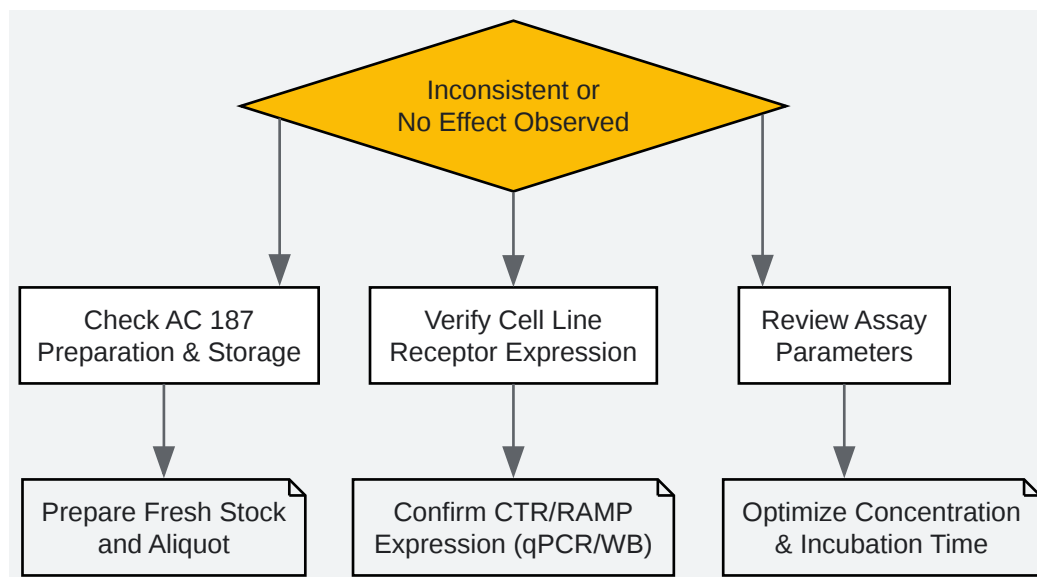 Inconsistent or
No Effect Observed
Check AC 187
Preparation & Storage
Verify Cell Line
Receptor Expression
Review Assay
Parameters
Prepare Fresh Stock
and Aliquot
Confirm CTR/RAMP
Expression (qPCR/WB)
Optimize Concentration
& Incubation Time